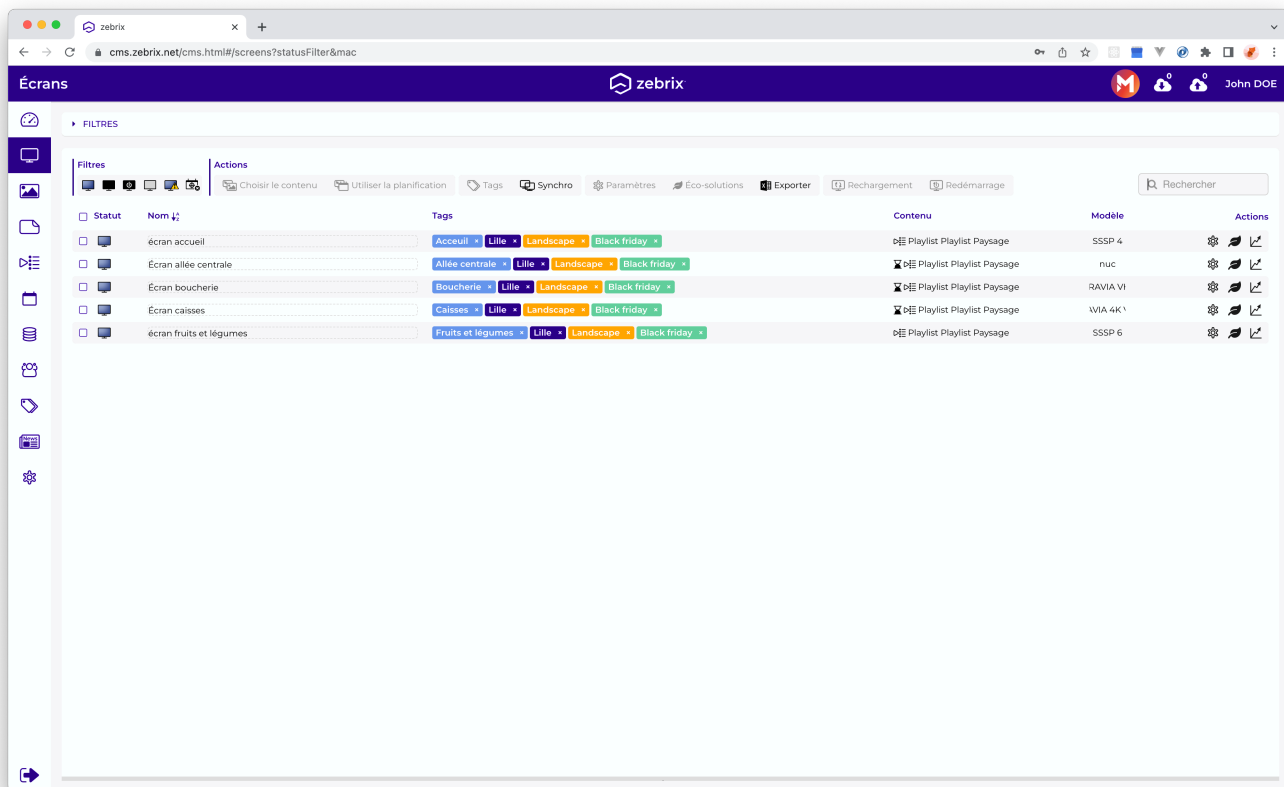 zebrix × +
cms.zebrix.net/cms.html#/screens?statusFilter&mac
Écrans zebrix 0 0 John DOE
FILTRES
Filtres Actions
Choisir le contenu Utiliser la planification Tags Synchro Paramètres Éco-solutions Exporter Rechargement Redémarrage Rechercher
Statut Nom Tags Contenu Modèle Actions
écran accueil Acceuil × Lille × Landscape × Black friday × Playlist Playlist Paysage SSSP 4
Écran allée centrale Allée centrale × Lille × Landscape × Black friday × Playlist Playlist Paysage nuc
Écran boucherie Boucherie × Lille × Landscape × Black friday × Playlist Playlist Paysage RAVIA
Écran caisses Caisses × Lille × Landscape × Black friday × Playlist Playlist Paysage 4K
écran fruits et légumes Fruits et légumes × Lille × Landscape × Black friday × Playlist Playlist Paysage SSSP 6
News